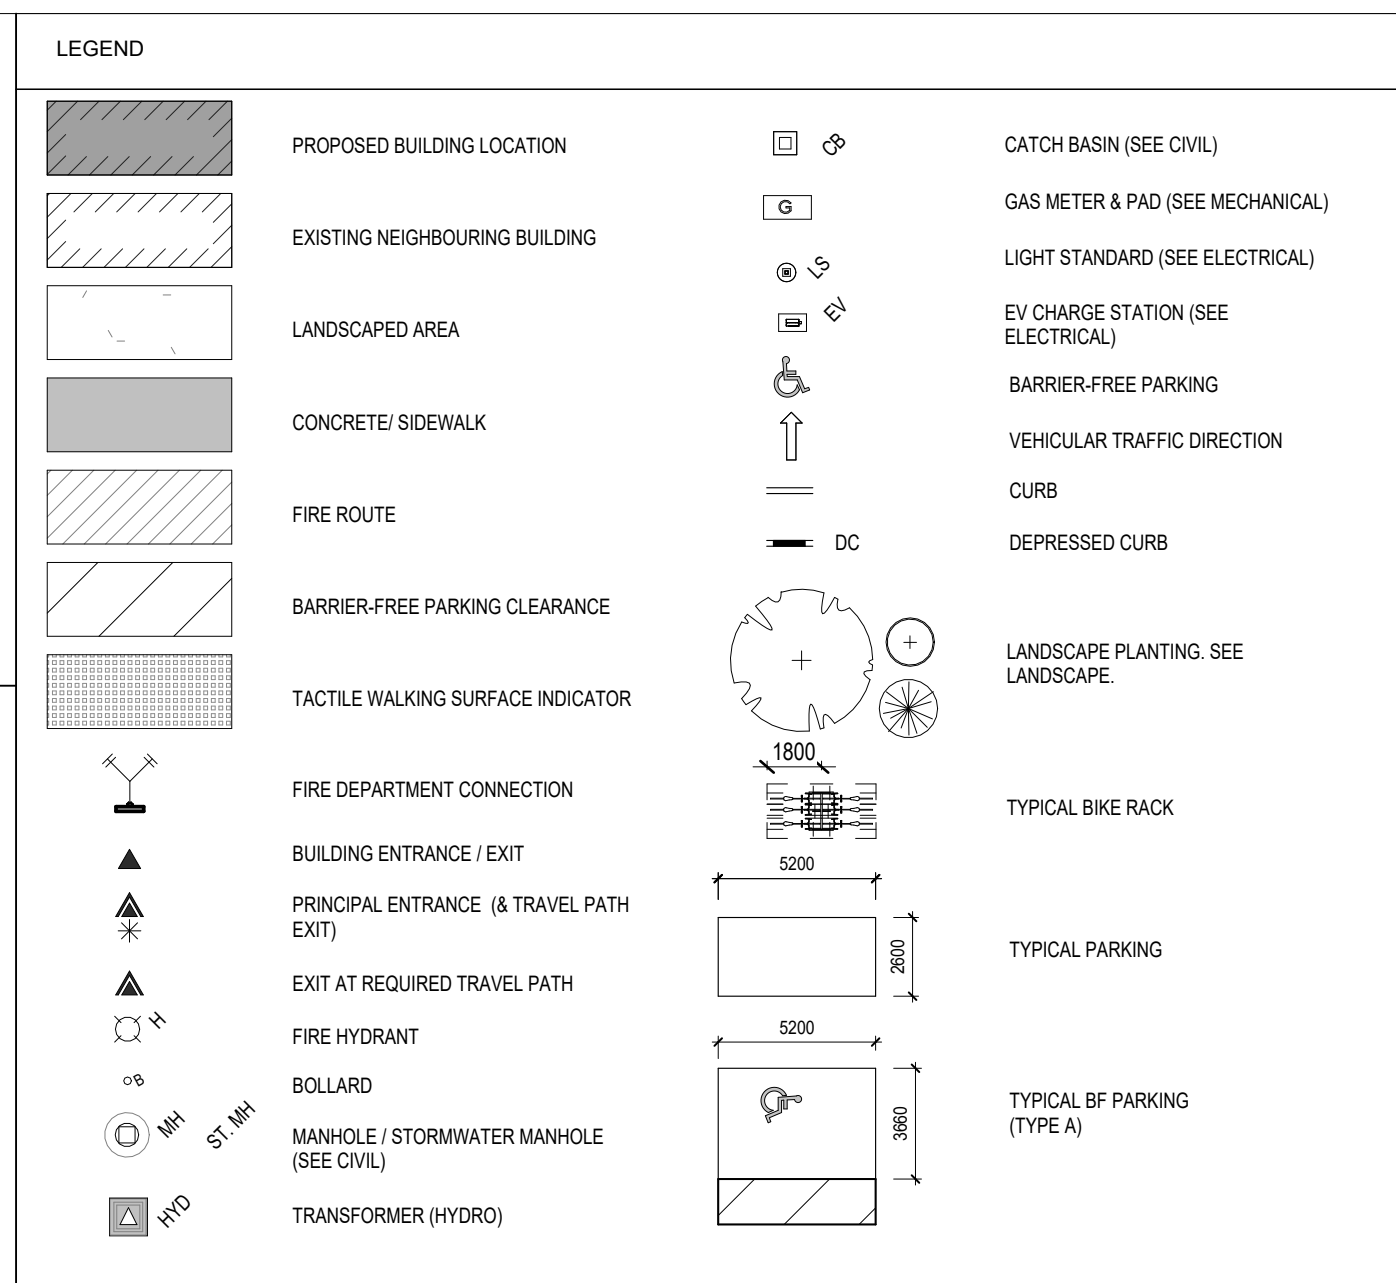 LEGEND
PROPOSED BUILDING LOCATION
EXISTING NEIGHBOURING BUILDING
LANDSCAPED AREA
CONCRETE/ SIDEWALK
FIRE ROUTE
BARRIER-FREE PARKING CLEARANCE
TACTILE WALKING SURFACE INDICATOR
FIRE DEPARTMENT CONNECTION
BUILDING ENTRANCE / EXIT
PRINCIPAL ENTRANCE (& TRAVEL PATH
EXIT)
EXIT AT REQUIRED TRAVEL PATH
H
FIRE HYDRANT
B
BOLLARD
MH
ST. MH
MANHOLE / STORMWATER MANHOLE
(SEE CIVIL)
HYD
TRANSFORMER (HYDRO)
CB
CATCH BASIN (SEE CIVIL)
G
GAS METER & PAD (SEE MECHANICAL)
LS
LIGHT STANDARD (SEE ELECTRICAL)
EV
EV CHARGE STATION (SEE
ELECTRICAL)
BARRIER-FREE PARKING
VEHICULAR TRAFFIC DIRECTION
CURB
DC
DEPRESSED CURB
LANDSCAPE PLANTING. SEE
LANDSCAPE.
1800
TYPICAL BIKE RACK
5200
2600
TYPICAL PARKING
5200
3660
TYPICAL BF PARKING
(TYPE A)